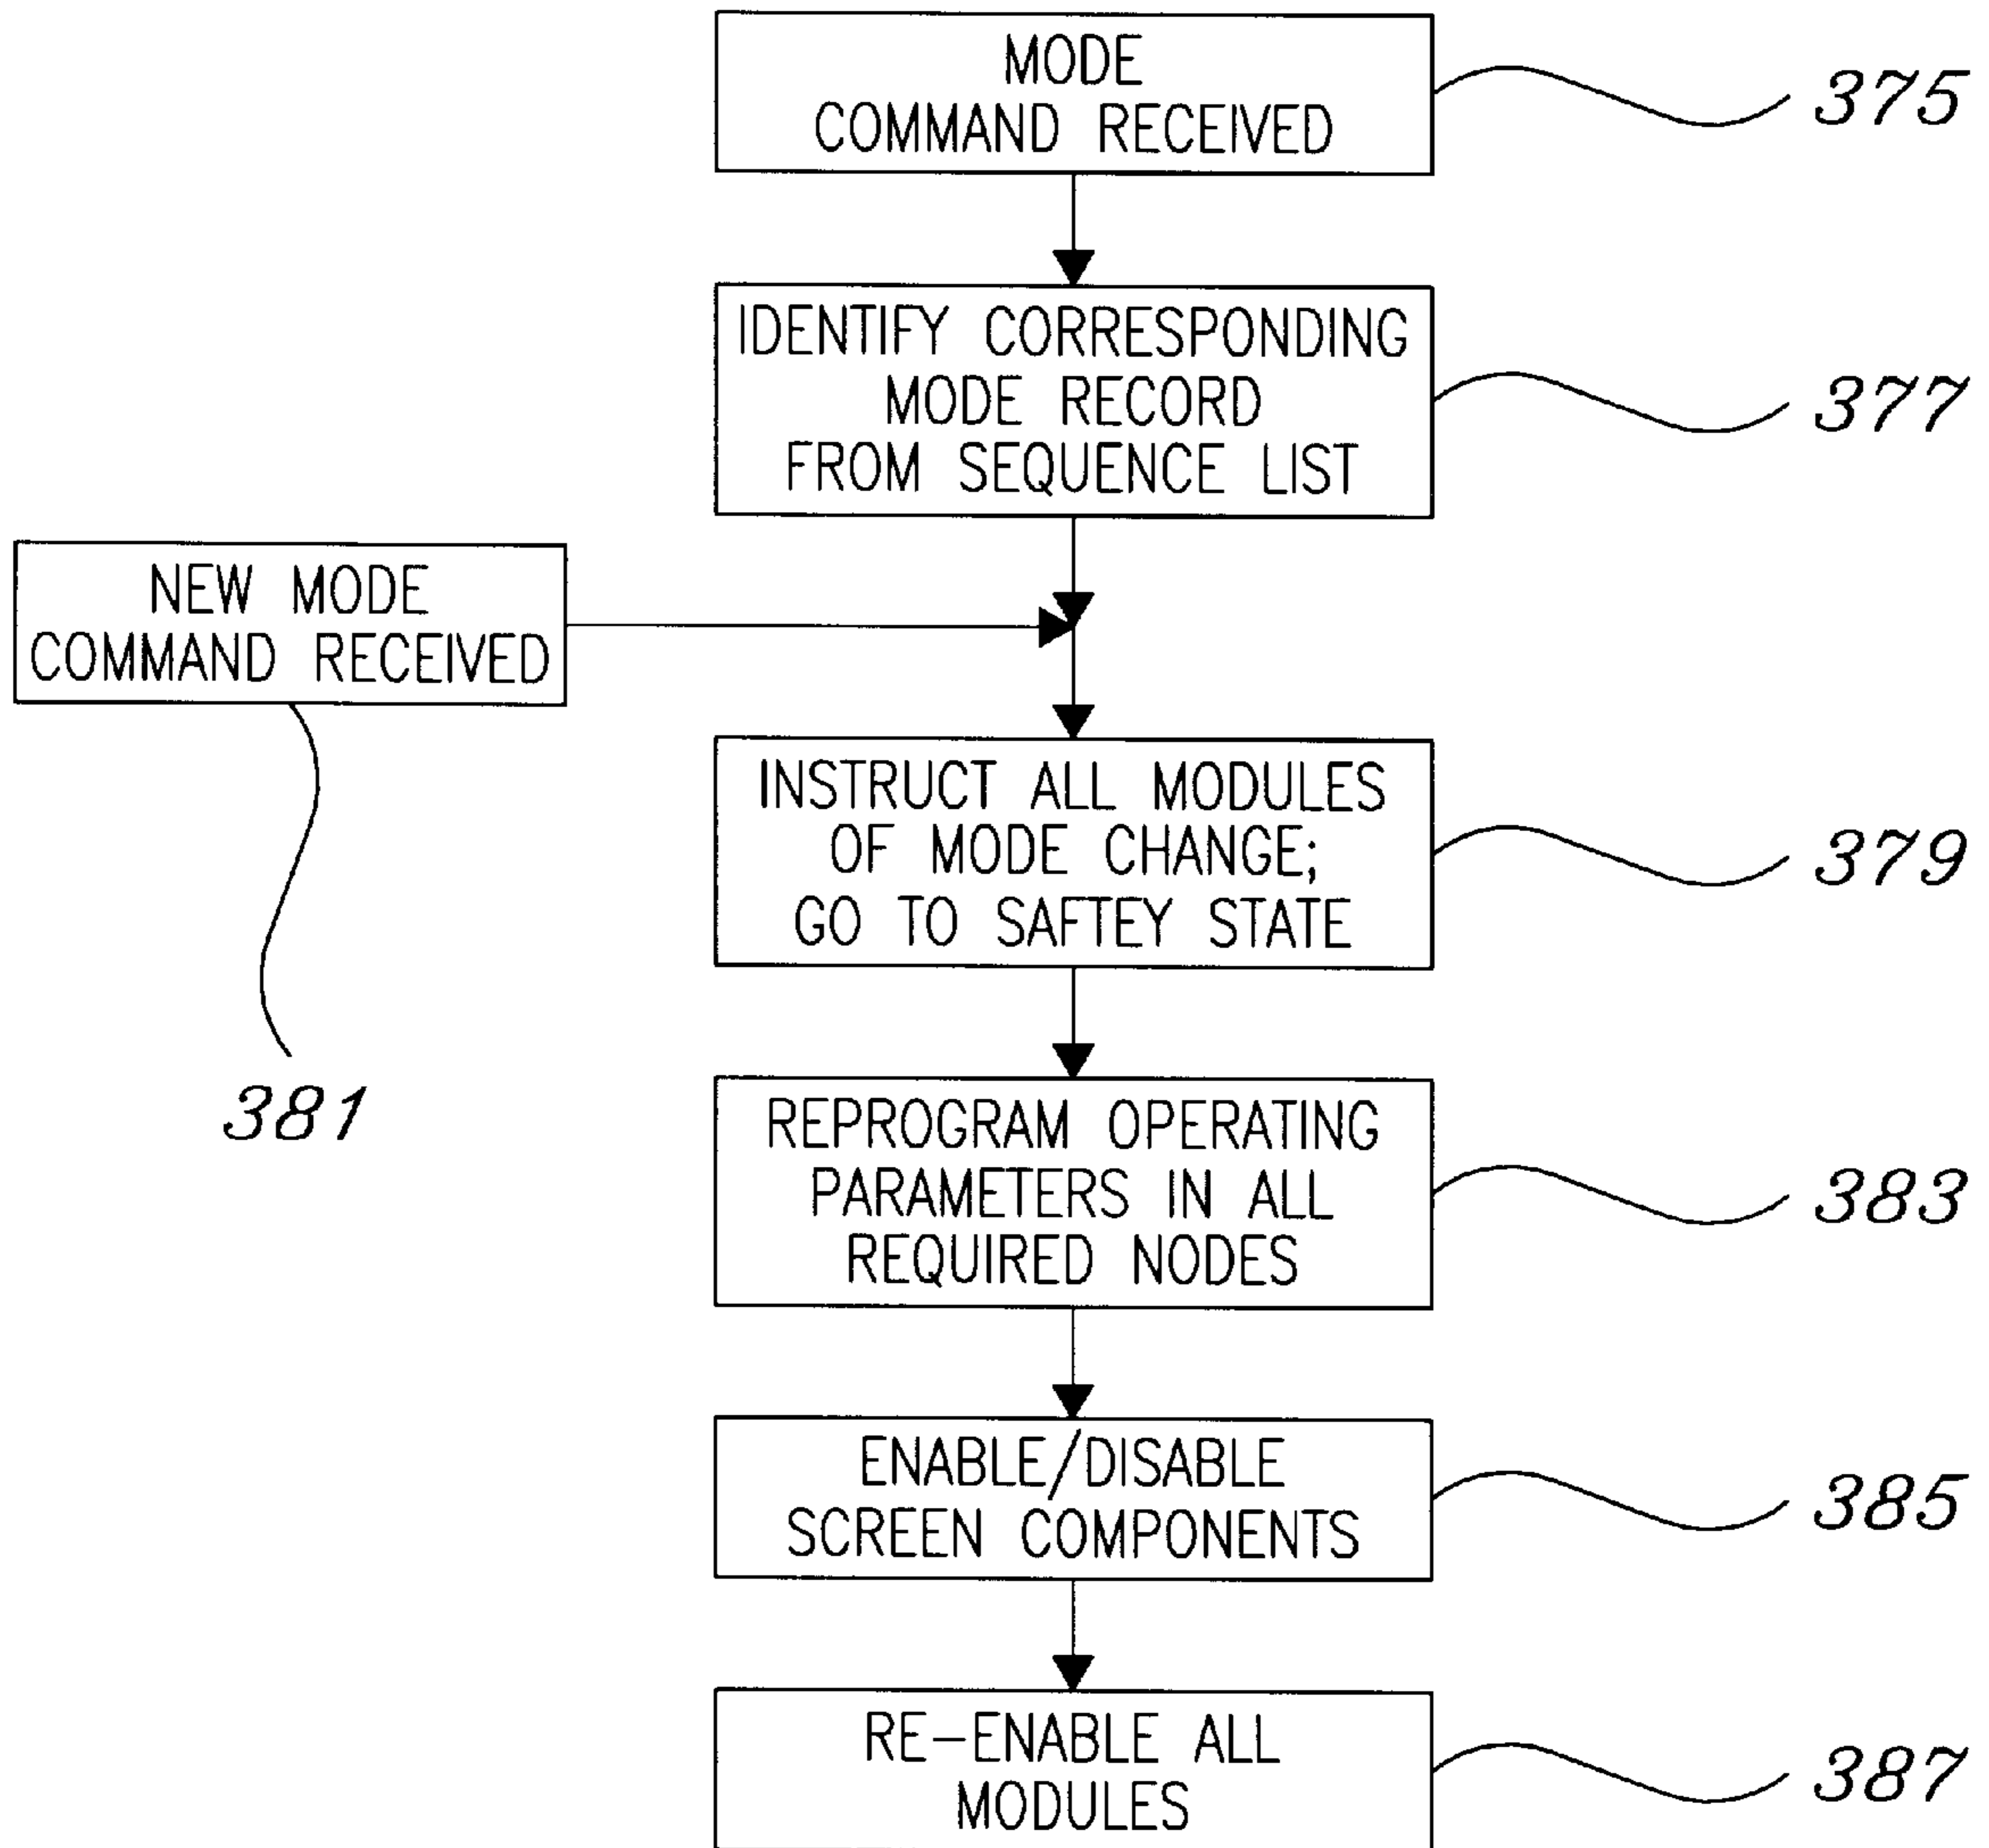 MODE
COMMAND RECEIVED
375
IDENTIFY CORRESPONDING
MODE RECORD
FROM SEQUENCE LIST
377
NEW MODE
COMMAND RECEIVED
381
INSTRUCT ALL MODULES
OF MODE CHANGE;
GO TO SAFTEY STATE
379
REPROGRAM OPERATING
PARAMETERS IN ALL
REQUIRED NODES
383
ENABLE/DISABLE
SCREEN COMPONENTS
385
RE-ENABLE ALL
MODULES
387